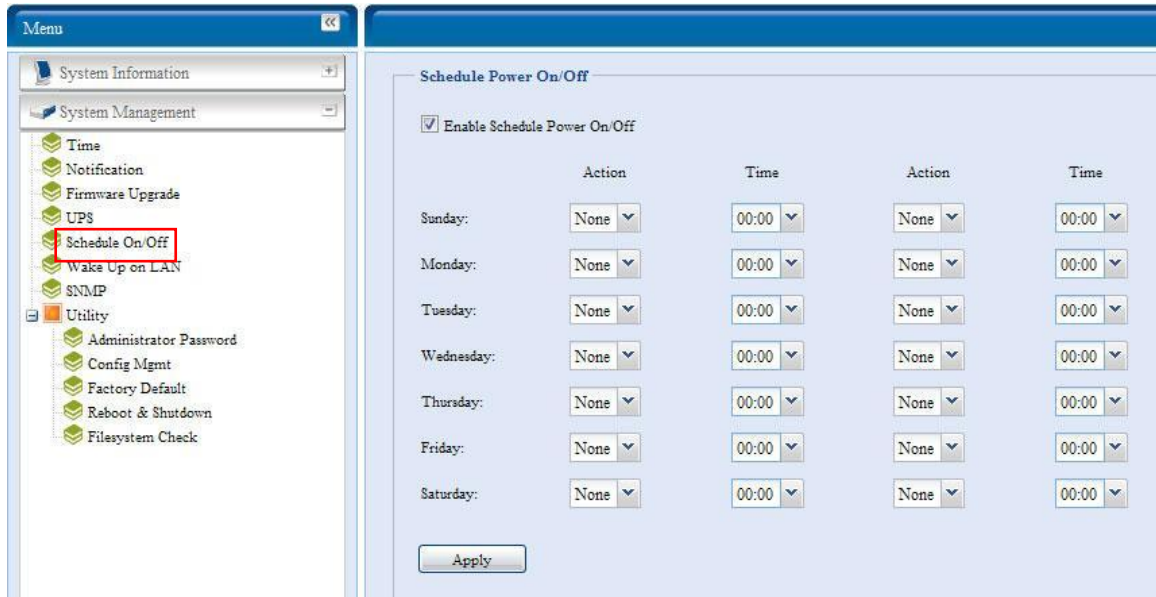 Menu
System Information
System Management
Time
Notification
Firmware Upgrade
UPS
Schedule On/Off
Wake Up on LAN
SNMP
Utility
Administrator Password
Config Mgmt
Factory Default
Reboot & Shutdown
Filesystem Check
Schedule Power On/Off
Enable Schedule Power On/Off
Action Time Action Time
Sunday: None 00:00 None 00:00
Monday: None 00:00 None 00:00
Tuesday: None 00:00 None 00:00
Wednesday: None 00:00 None 00:00
Thursday: None 00:00 None 00:00
Friday: None 00:00 None 00:00
Saturday: None 00:00 None 00:00
Apply